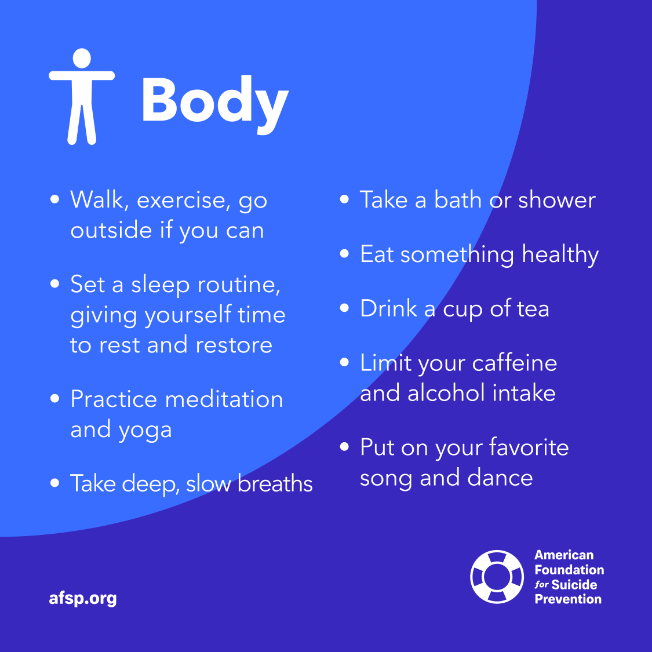 Body
• Walk, exercise, go
outside if you can
• Set a sleep routine,
giving yourself time
to rest and restore
• Practice meditation
and yoga
• Take deep, slow breaths
• Take a bath or shower
• Eat something healthy
• Drink a cup of tea
• Limit your caffeine
and alcohol intake
• Put on your favorite
song and dance
afsp.org
American
Foundation
for Suicide
Prevention